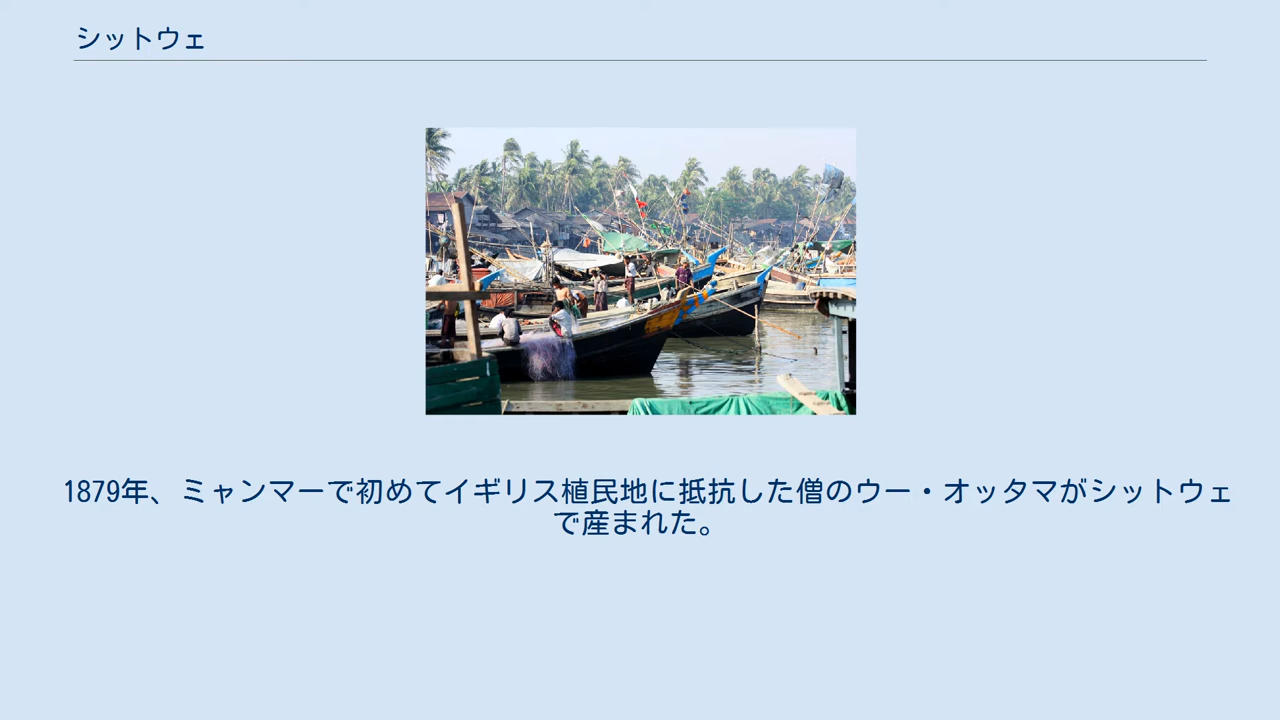 シットウェ
1879年、ミャンマーで初めてイギリス植民地に抵抗した僧のウー・オッタマがシットウェ
で産まれた。